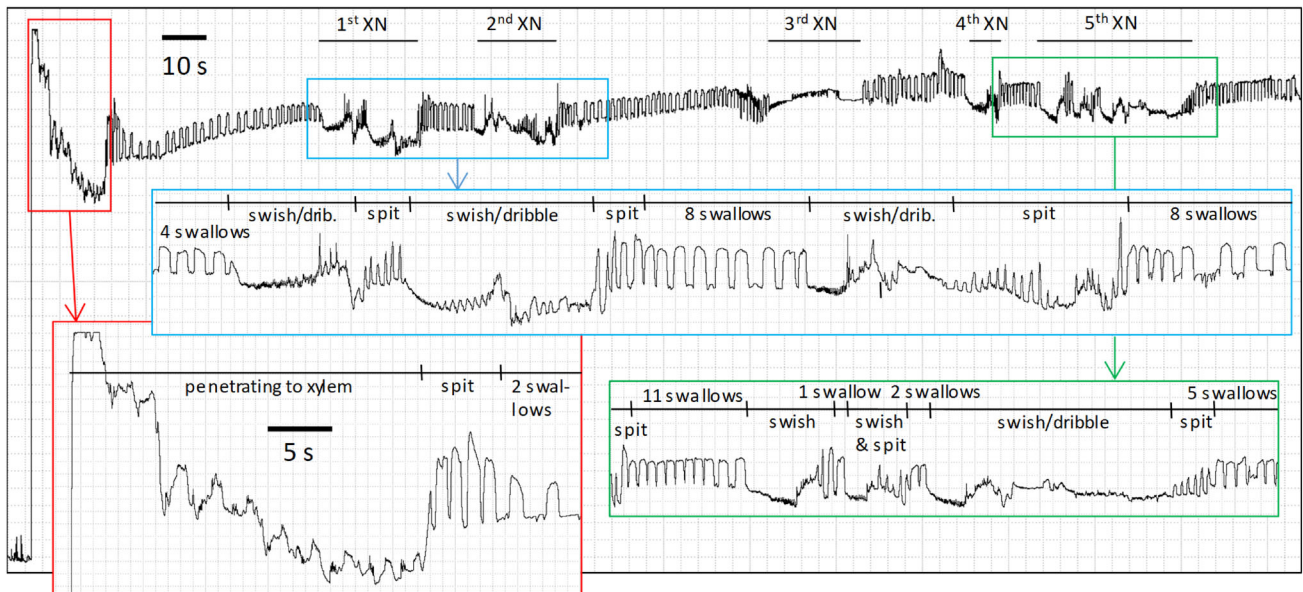 1st XN 2nd XN 3rd XN 4th XN 5th XN
10 s
swish/drib. spit swish/dribble spit 8 swallows swish/drib. spit 8 swallows
4 swallows
penetrating to xylem spit 2 swal-
lows
5 s
11 swallows 1 swallow 2 swallows 5 swallows
spit swish swish swish/dribble spit
& spit